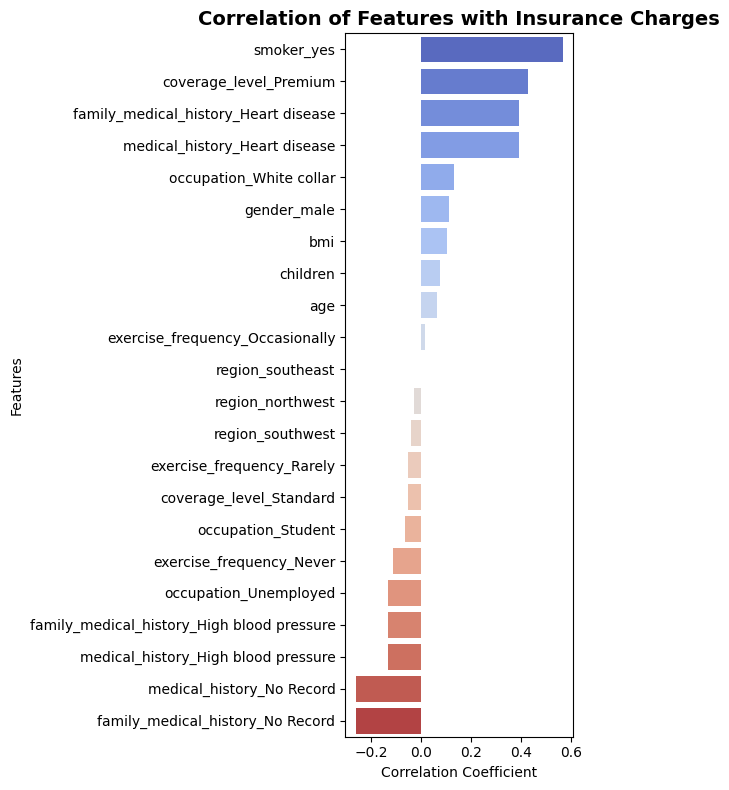 Correlation of Features with Insurance Charges
smoker_yes
coverage_level_Premium
family_medical_history_Heart disease
medical_history_Heart disease
occupation_White collar
gender_male
bmi
children
age
exercise_frequency_Occasionally
region_southeast
region_northwest
region_southwest
exercise_frequency_Rarely
coverage_level_Standard
occupation_Student
exercise_frequency_Never
occupation_Unemployed
family_medical_history_High blood pressure
medical_history_High blood pressure
medical_history_No Record
family_medical_history_No Record
Features
−0.2 0.0 0.2 0.4 0.6
Correlation Coefficient